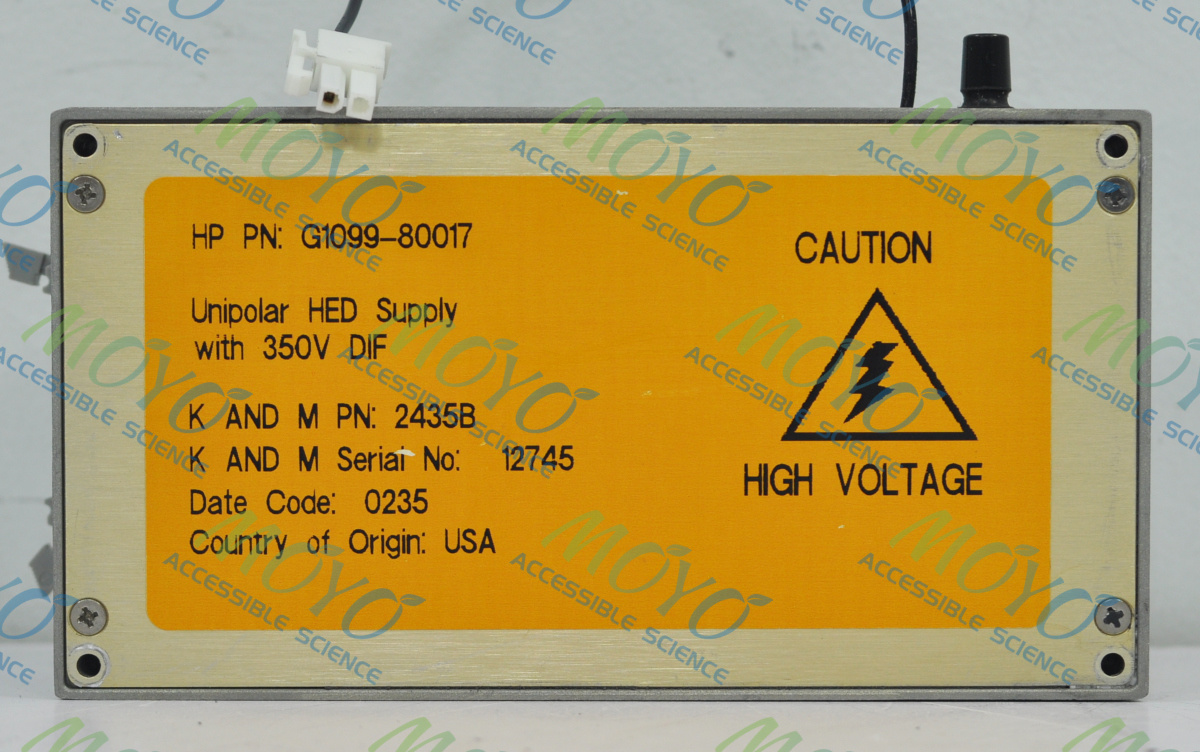 HP PN: G1099-80017
Unipolar HED Supply
with 350V DIF
K AND M PN: 2435B
K AND M Serial No: 12745
Date Code: 0235
Country of Origin: USA
CAUTION
HIGH VOLTAGE
MOYO
ACCESSIBLE SCIENCE